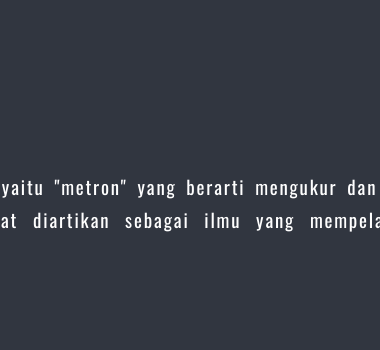 yaitu "metron" yang berarti mengukur dan
at diartikan sebagai ilmu yang mempela